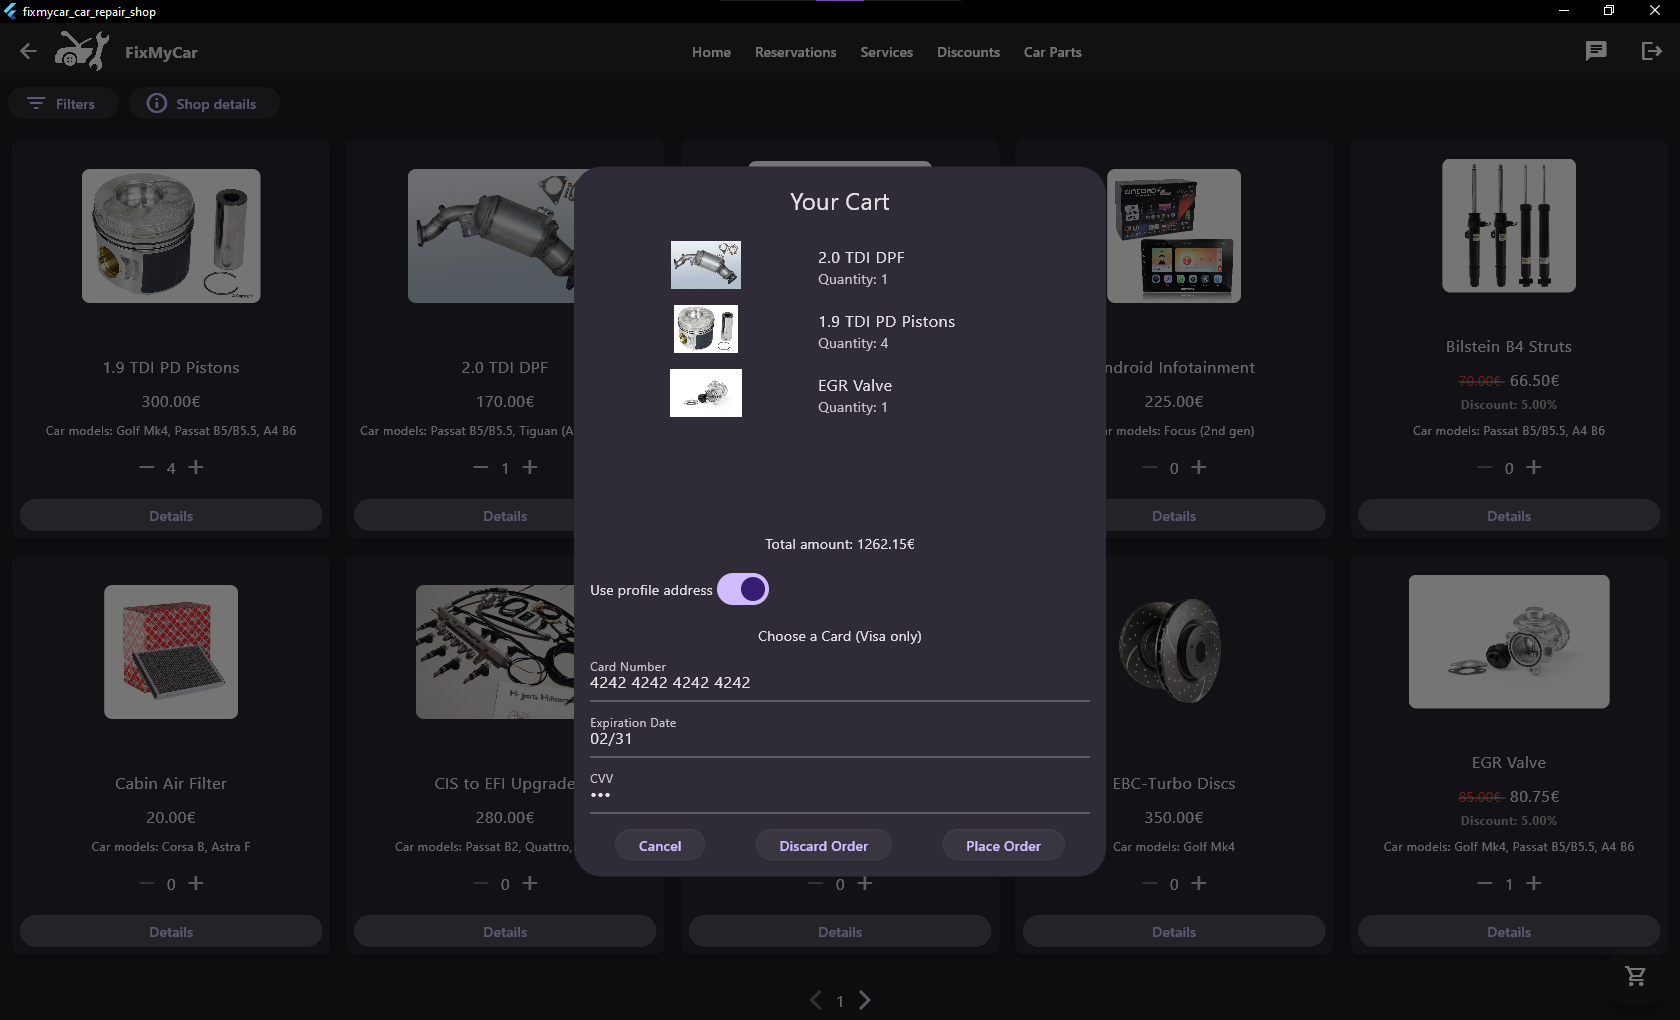 fixmycar_car_repair_shop
FixMyCar
Home Reservations Services Discounts Car Parts
Filters Shop details
Your Cart
2.0 TDI DPF
Quantity: 1
1.9 TDI PD Pistons
Quantity: 4
EGR Valve
Quantity: 1
Total amount: 1262.15€
Use profile address
Choose a Card (Visa only)
Card Number
4242 4242 4242 4242
Expiration Date
02/31
CVV
•••
Cancel Discard Order Place Order
1.9 TDI PD Pistons
300.00€
Car models: Golf Mk4, Passat B5/B5.5, A4 B6
4
Details
2.0 TDI DPF
170.00€
Car models: Passat B5/B5.5, Tiguan (A
1
Details
ndroid Infotainment
225.00€
r models: Focus (2nd gen)
0
Details
Bilstein B4 Struts
70.00€ 66.50€
Discount: 5.00%
Car models: Passat B5/B5.5, A4 B6
0
Details
Cabin Air Filter
20.00€
Car models: Corsa B, Astra F
0
Details
K-Jet Killer
CIS to EFI Upgrade
280.00€
Car models: Passat B2, Quattro,
0
Details
0
Details
EBC-Turbo Discs
350.00€
Car models: Golf Mk4
0
Details
EGR Valve
85.00€ 80.75€
Discount: 5.00%
Car models: Golf Mk4, Passat B5/B5.5, A4 B6
1
Details
1